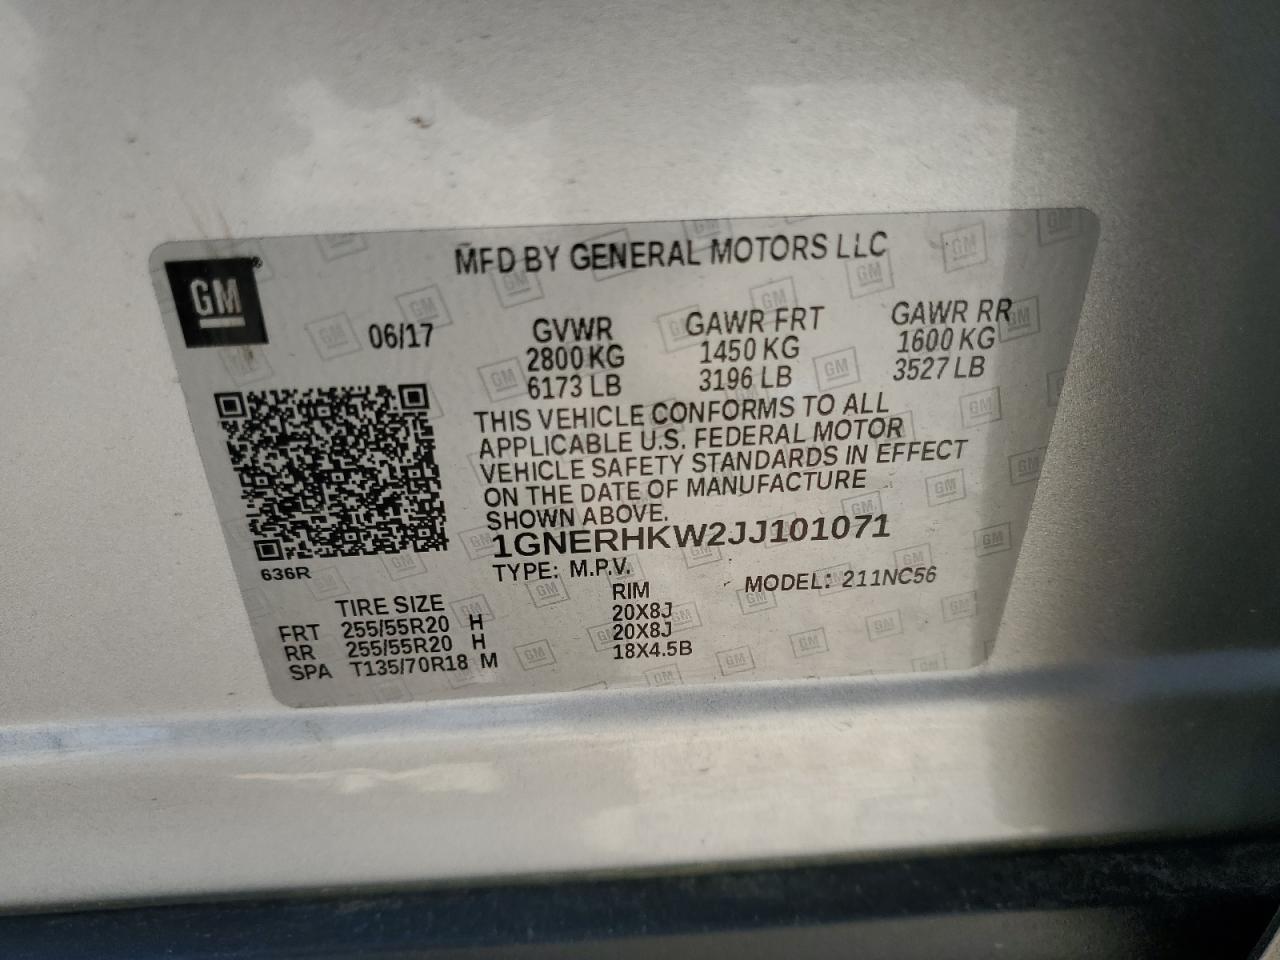 GM
MFD BY GENERAL MOTORS LLC
06/17
GVWR GAWR FRT GAWR RR
2800 KG 1450 KG 1600 KG
6173 LB 3196 LB 3527 LB
THIS VEHICLE CONFORMS TO ALL
APPLICABLE U.S. FEDERAL MOTOR
VEHICLE SAFETY STANDARDS IN EFFECT
ON THE DATE OF MANUFACTURE
SHOWN ABOVE.
1GNERHKW2JJ101071
636R
TYPE: M.P.V. MODEL: 211NC56
TIRE SIZE RIM
FRT 255/55R20 H 20X8J
RR 255/55R20 H 20X8J
SPA T135/70R18 M 18X4.5B